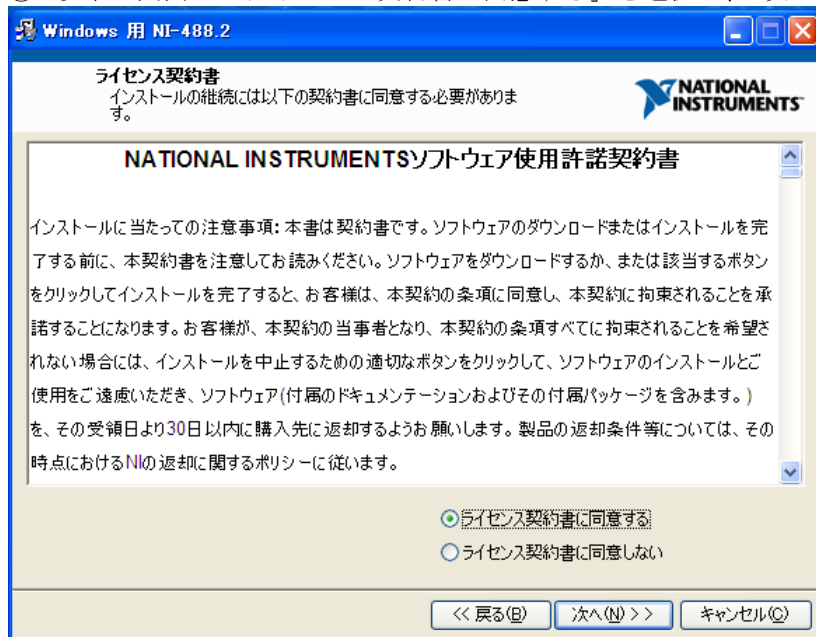 Windows 用 NI-488.2
ライセンス契約書
インストールの継続には以下の契約書に同意する必要がありま
す。
NATIONAL
INSTRUMENTS
NATIONAL INSTRUMENTSソフトウェア使用許諾契約書
インストールに当たっての注意事項: 本書は契約書です。ソフトウェアのダウンロードまたはインストールを完
了する前に、本契約書を注意してお読みください。ソフトウェアをダウンロードするか、または該当するボタン
をクリックしてインストールを完了すると、お客様は、本契約の条項に同意し、本契約に拘束されることを承
諾することになります。お客様が、本契約の当事者となり、本契約の条項すべてに拘束されることを希望さ
れない場合には、インストールを中止するための適切なボタンをクリックして、ソフトウェアのインストールとご
使用をご遠慮いただき、ソフトウェア(付属のドキュメンテーションおよびその付属パッケージを含みます。)
を、その受領日より30日以内に購入先に返却するようお願いします。製品の返却条件等については、その
時点におけるNIの返却に関するポリシーに従います。
ライセンス契約書に同意する
ライセンス契約書に同意しない
<< 戻る(B)
次へ(N) >>
キャンセル(C)